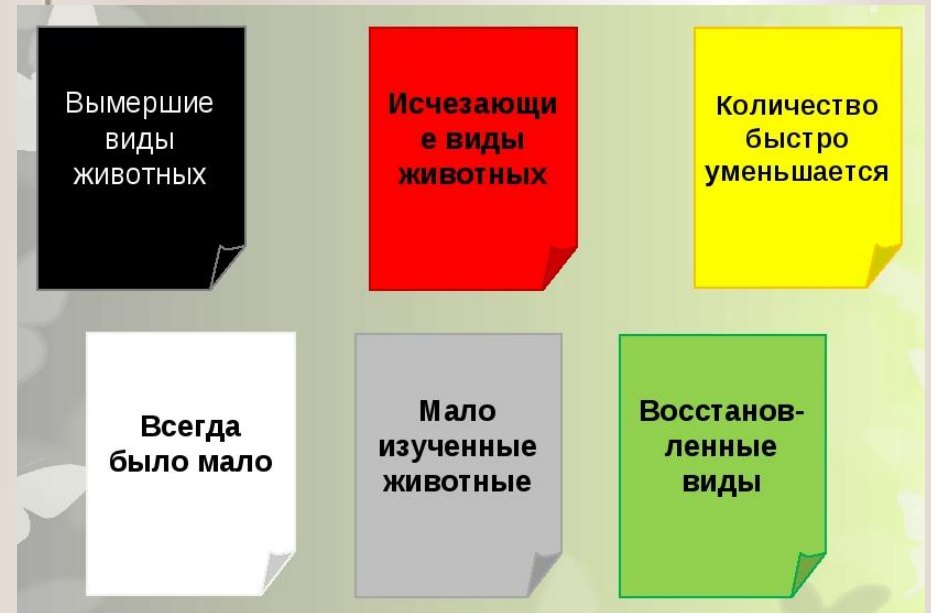 Вымершие
виды
животных
Исчезающи
е виды
животных
Количество
быстро
уменьшается
Всегда
было мало
Мало
изученные
животные
Восстанов-
ленные
виды